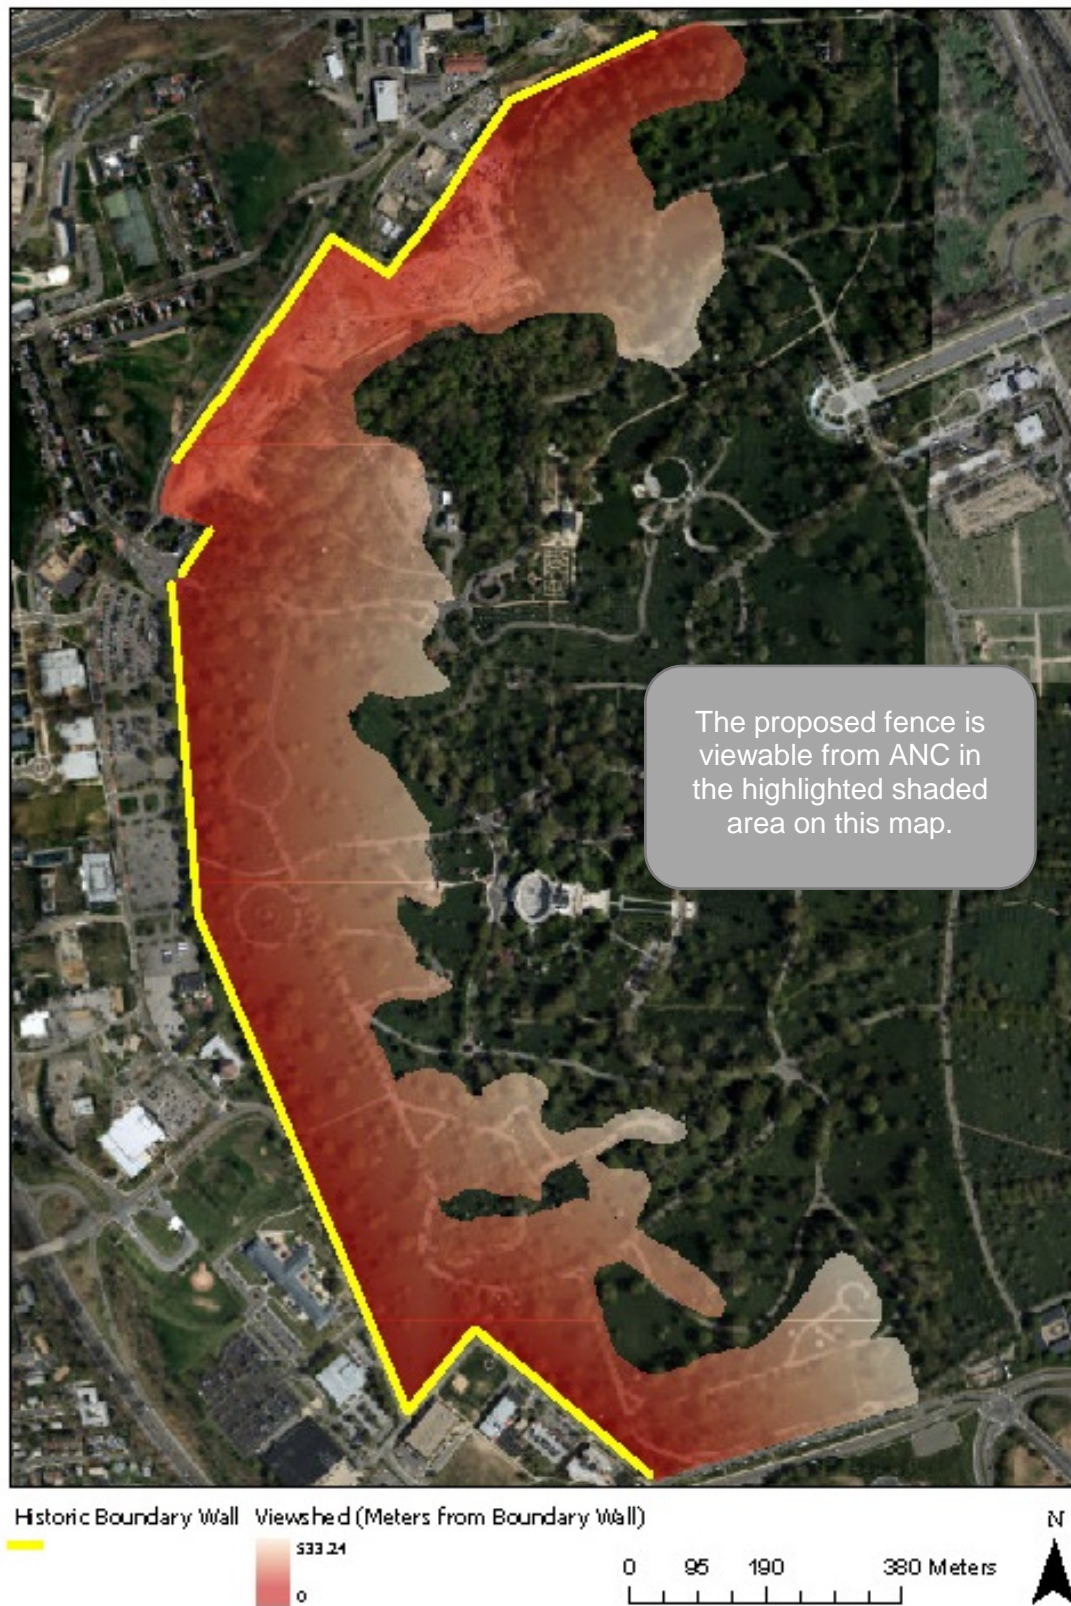 The proposed fence is
viewable from ANC in
the highlighted shaded
area on this map.
Historic Boundary Wall
Viewshed (Meters from Boundary Wall)
533.24
0
0 95 190 380 Meters
N